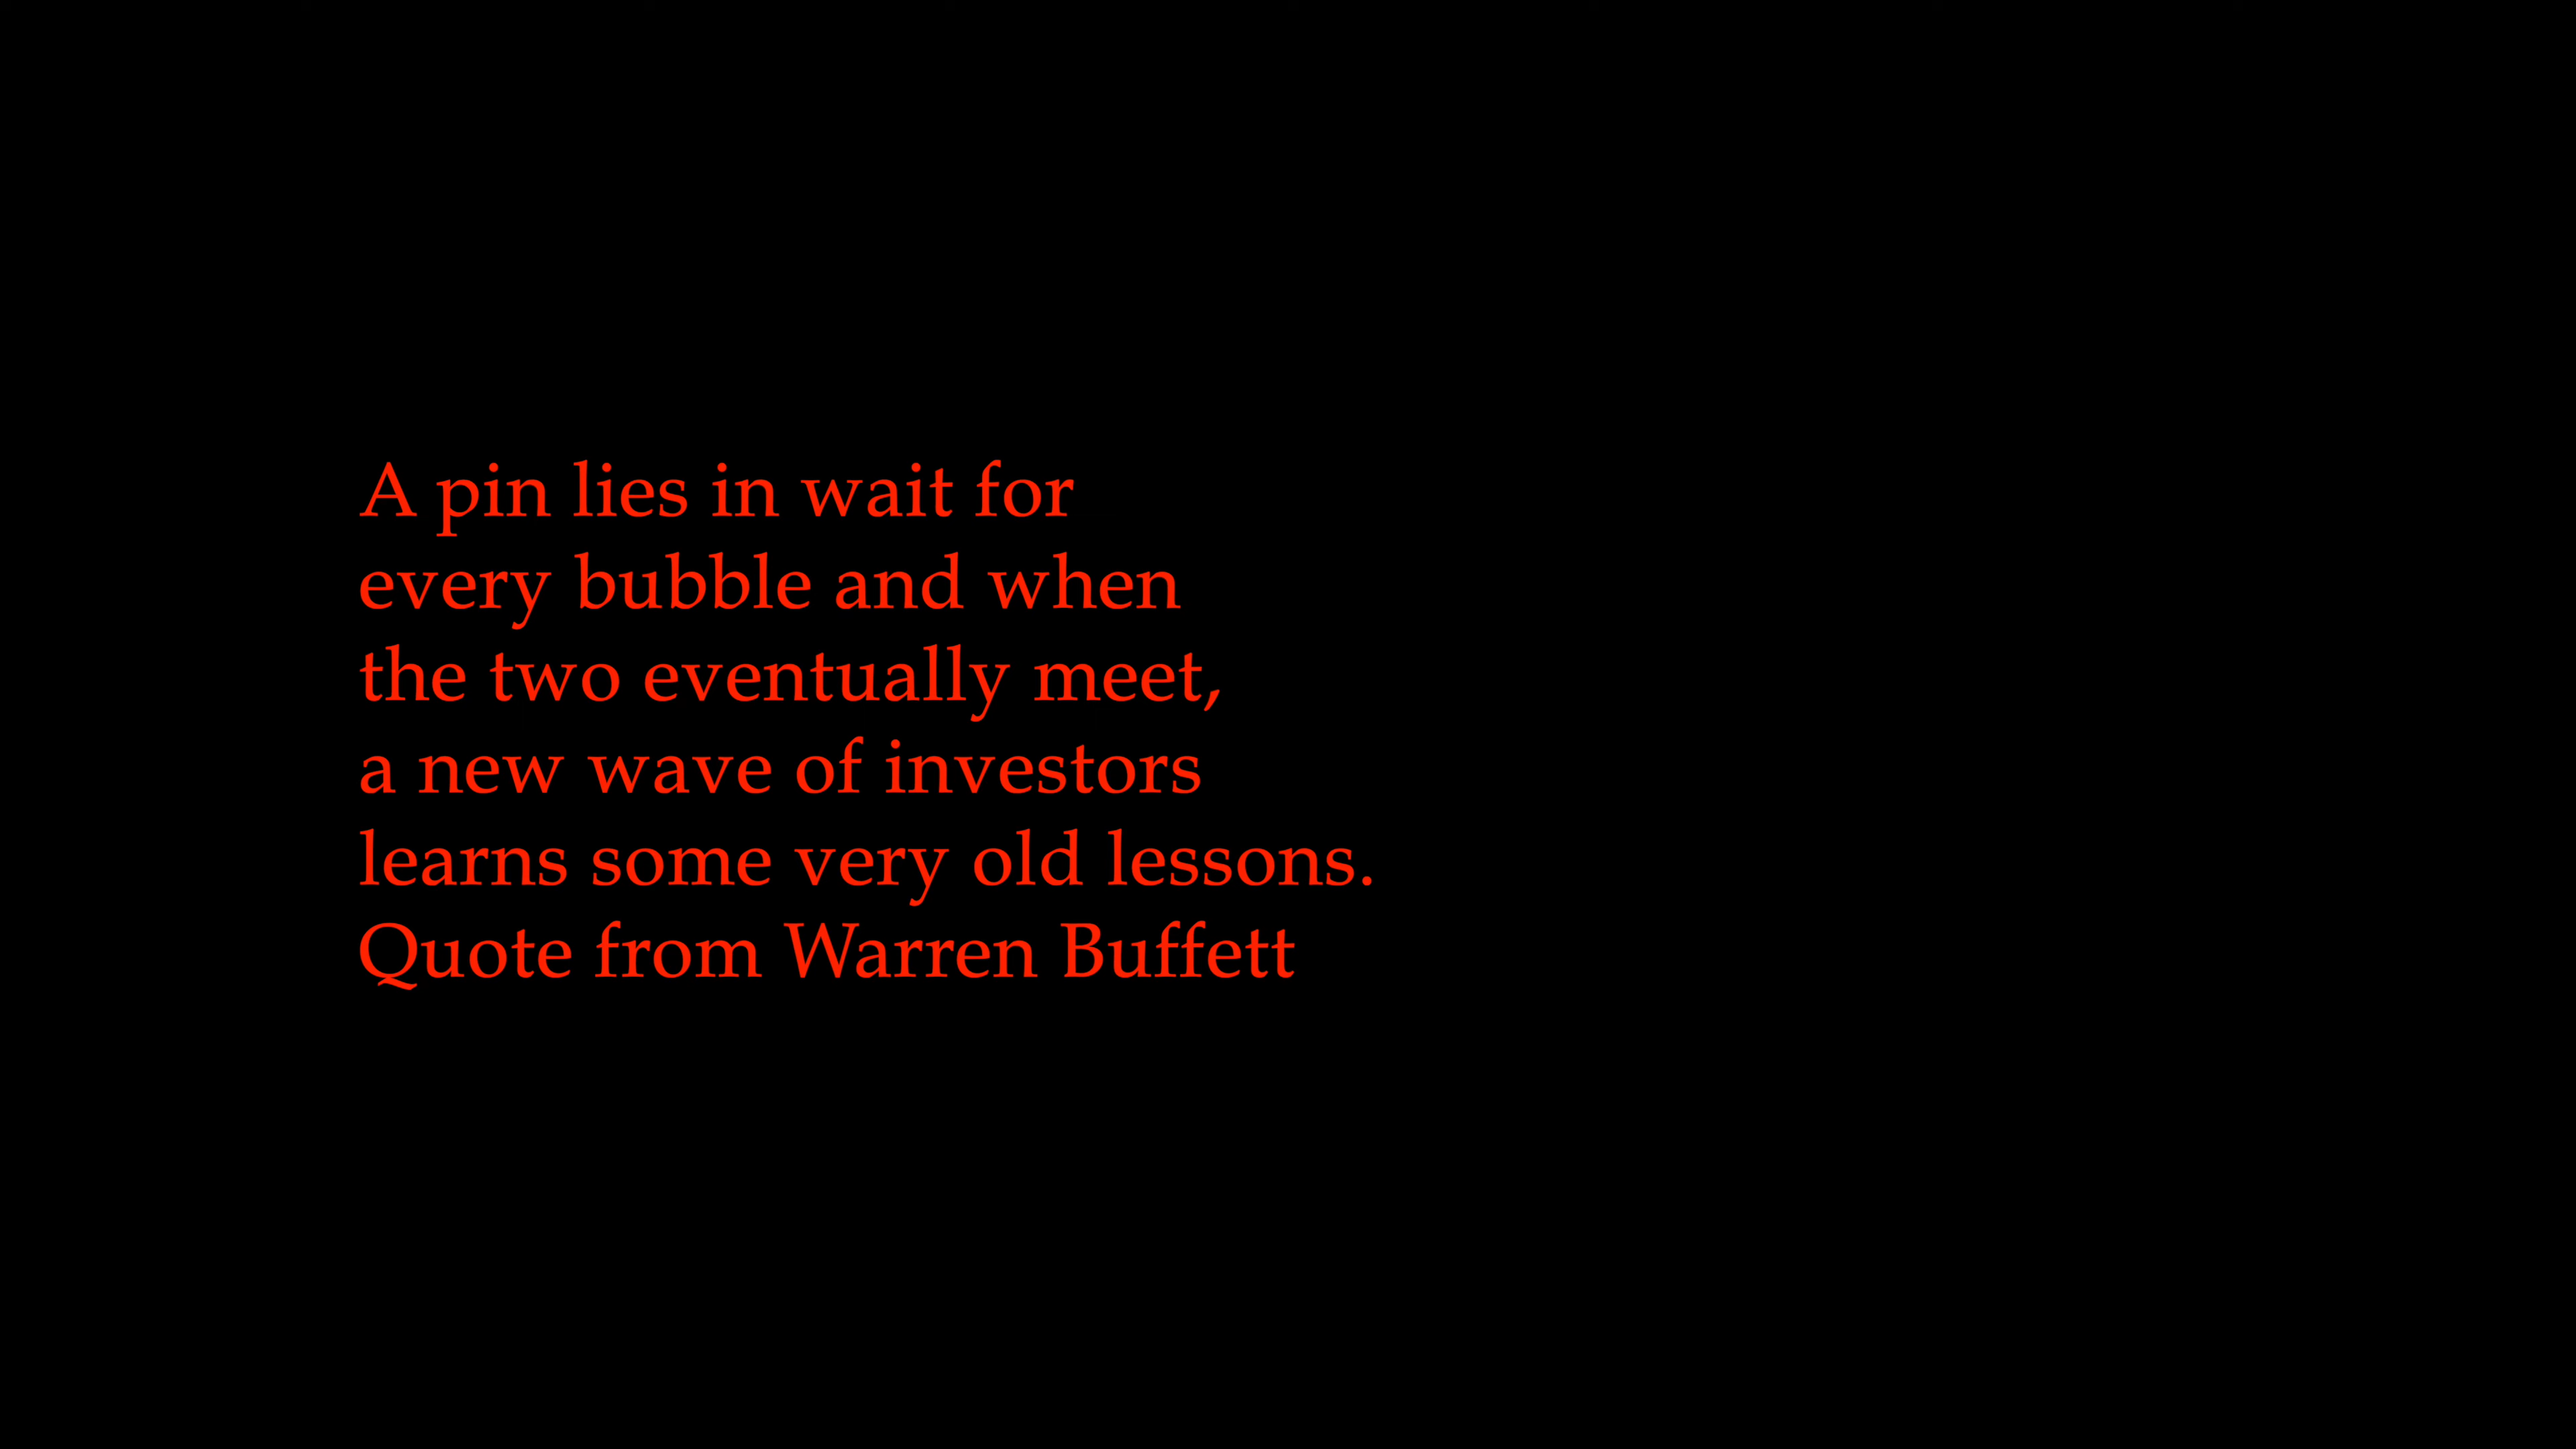 A pin lies in wait for
every bubble and when
the two eventually meet,
a new wave of investors
learns some very old lessons.
Quote from Warren Buffett